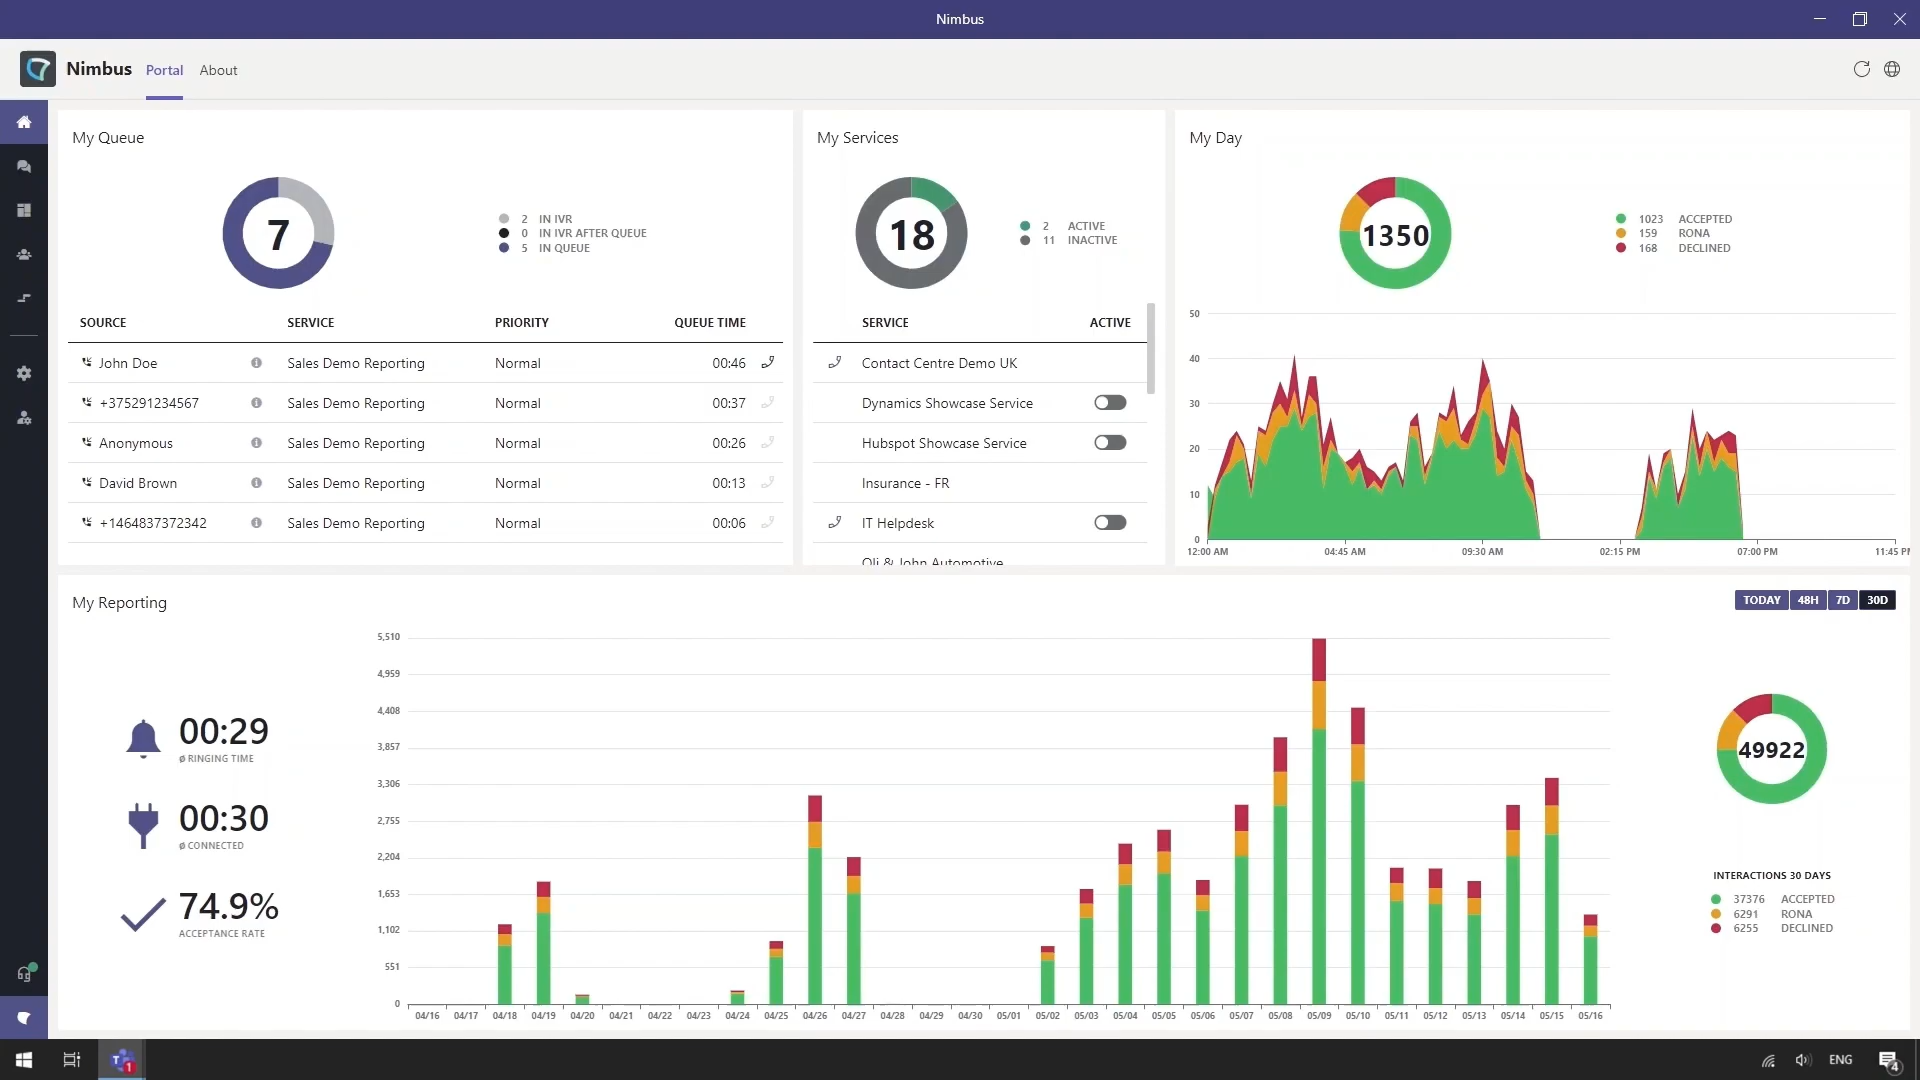 Nimbus
Nimbus Portal About
My Queue
7
2 IN IVR
0 IN IVR AFTER QUEUE
5 IN QUEUE
SOURCE SERVICE PRIORITY QUEUE TIME
John Doe Sales Demo Reporting Normal 00:46
+375291234567 Sales Demo Reporting Normal 00:37
Anonymous Sales Demo Reporting Normal 00:26
David Brown Sales Demo Reporting Normal 00:13
+1464837372342 Sales Demo Reporting Normal 00:06
My Services
18
2 ACTIVE
11 INACTIVE
SERVICE ACTIVE
Contact Centre Demo UK
Dynamics Showcase Service
Hubspot Showcase Service
Insurance - FR
IT Helpdesk
Oli & John Automotive
My Day
1350
1023 ACCEPTED
159 RONA
168 DECLINED
50
40
30
20
10
0
12:00 AM 04:45 AM 09:30 AM 02:15 PM 07:00 PM 11:45 PM
My Reporting
TODAY 48H 7D 30D
00:29
Ø RINGING TIME
00:30
Ø CONNECTED
74.9%
ACCEPTANCE RATE
5,510
4,959
4,408
3,857
3,306
2,755
2,204
1,653
1,102
551
0
04/16 04/17 04/18 04/19 04/20 04/21 04/22 04/23 04/24 04/25 04/26 04/27 04/28 04/29 04/30 05/01 05/02 05/03 05/04 05/05 05/06 05/07 05/08 05/09 05/10 05/11 05/12 05/13 05/14 05/15 05/16
49922
INTERACTIONS 30 DAYS
37376 ACCEPTED
6291 RONA
6255 DECLINED
T 1
ENG
4